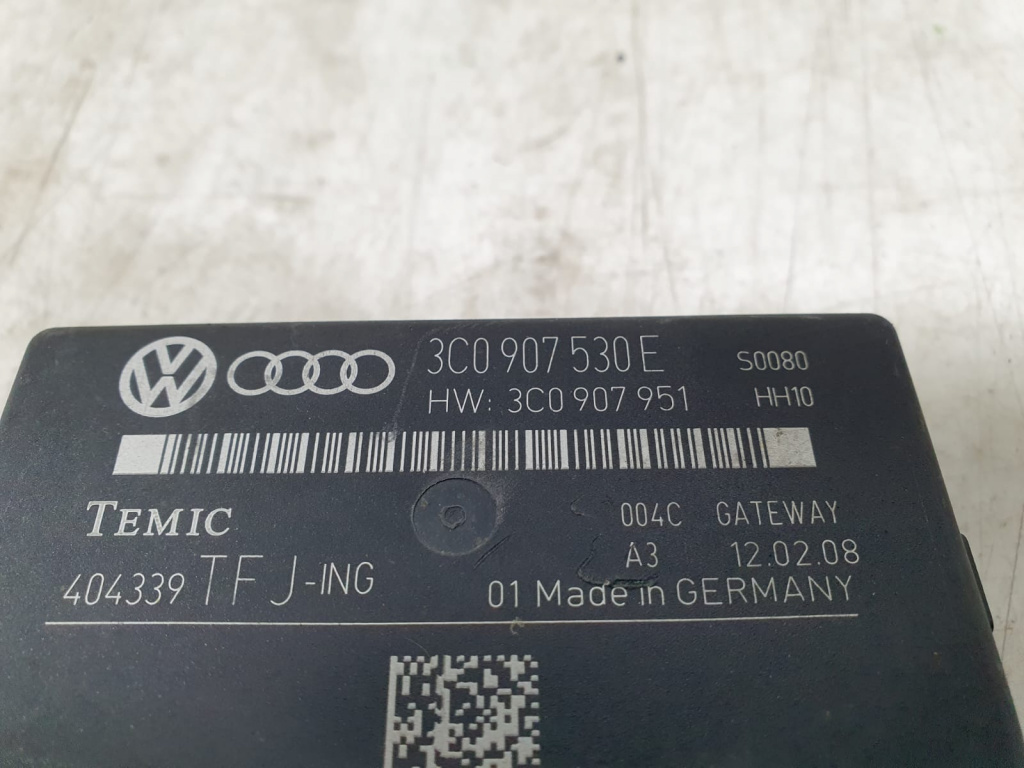 3C0 907 530 E S0080
HW: 3C0 907 951 HH10
TEMIC 004C GATEWAY
A3 12.02.08
404339 TF J-ING 01 Made in GERMANY